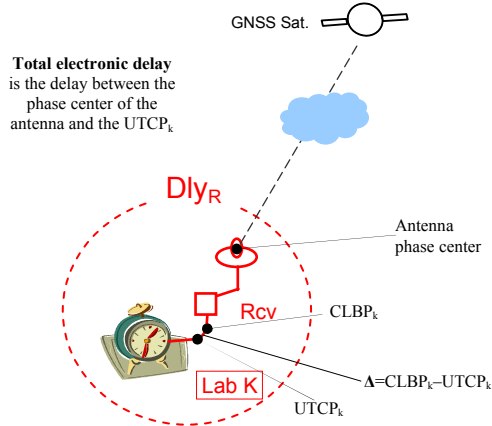 GNSS Sat.
Total electronic delay
is the delay between the
phase center of the
antenna and the UTCPk
DlyR
Antenna
phase center
Rcv
CLBPk
Lab K
Δ=CLBPk–UTCPk
UTCPk